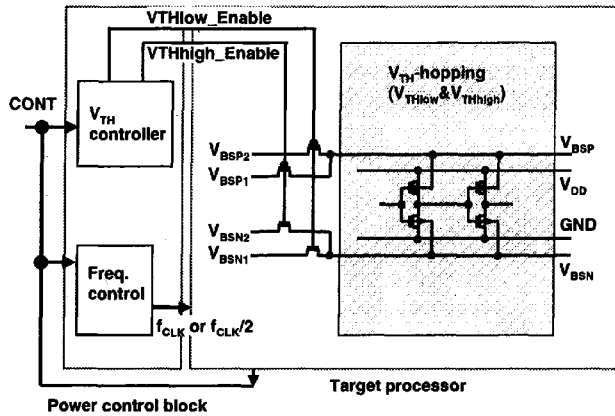 VTHlow_Enable
VTHhigh_Enable
CONT
VTH
controller
VTH-hopping
(VTHlow&VTHhigh)
VBSP2
VBSP1
VBSN2
VBSN1
VBSP
VDD
GND
VBSN
Freq.
control
fCLK or fCLK/2
Target processor
Power control block